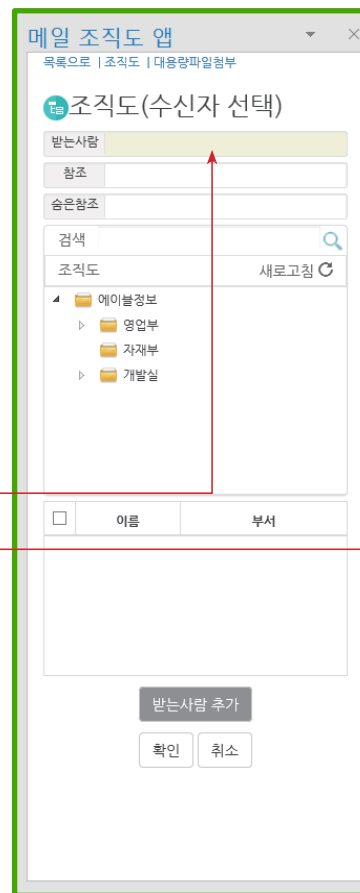 메일 조직도 앱
목록으로 | 조직도 | 대용량파일첨부
조직도(수신자 선택)
받는사람
참조
숨은참조
검색
조직도 새로고침
에이블정보
영업부
자재부
개발실
이름 부서
받는사람 추가
확인 취소